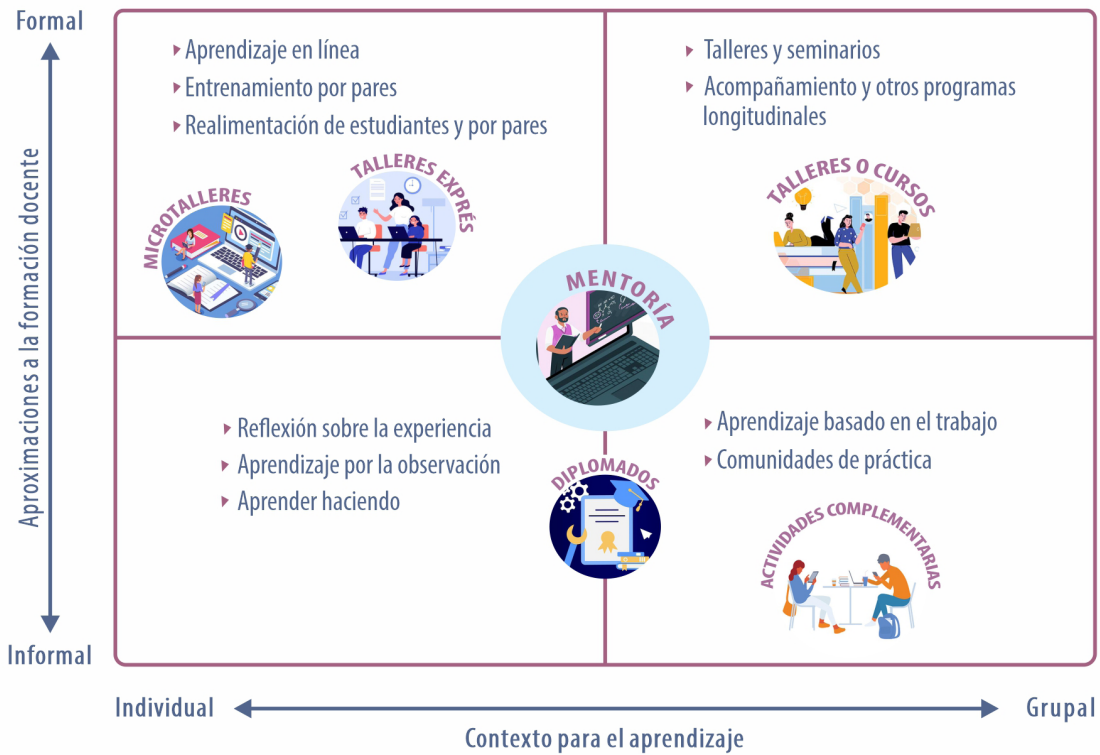 Formal
Aprendizaje en línea
Entrenamiento por pares
Realimentación de estudiantes y por pares
MICROTALLERES
TALLERES EXPRÉS
Talleres y seminarios
Acompañamiento y otros programas
longitudinales
TALLERES O CURSOS
MENTORÍA
Aproximaciones a la formación docente
Reflexión sobre la experiencia
Aprendizaje por la observación
Aprender haciendo
DIPLOMADOS
Aprendizaje basado en el trabajo
Comunidades de práctica
ACTIVIDADES COMPLEMENTARIAS
Informal
Individual
Grupal
Contexto para el aprendizaje